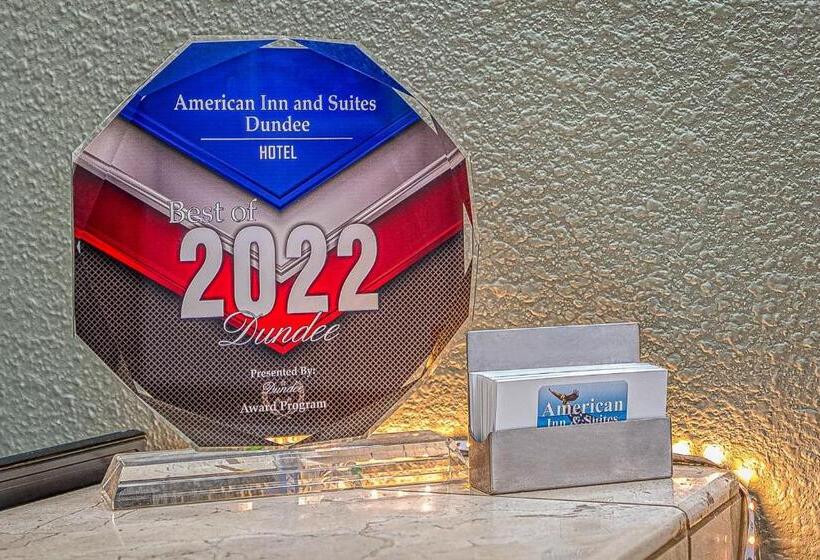 American Inn and Suites
Dundee
HOTEL
Best of
2022
Dundee
Presented By:
Dundee
Award Program
American
Inn & Suites